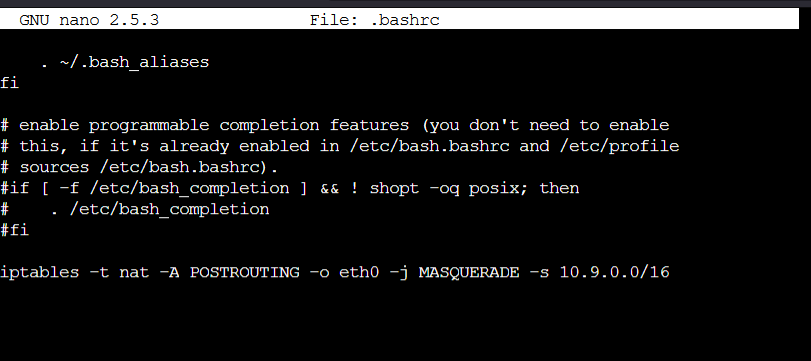 GNU nano 2.5.3 File: .bashrc
. ~/.bash_aliases
fi
# enable programmable completion features (you don't need to enable
# this, if it's already enabled in /etc/bash.bashrc and /etc/profile
# sources /etc/bash.bashrc).
#if [ -f /etc/bash_completion ] && ! shopt -oq posix; then
#    . /etc/bash_completion
#fi
iptables -t nat -A POSTROUTING -o eth0 -j MASQUERADE -s 10.9.0.0/16